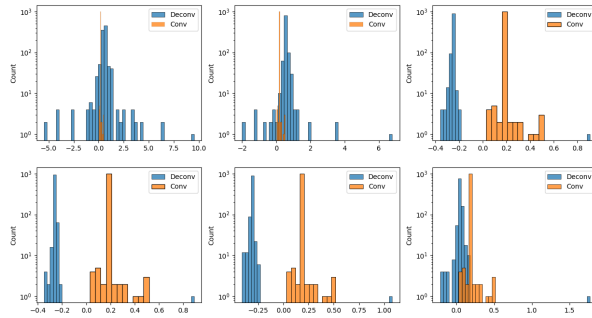 10³
10²
10¹
10⁰
Count
Deconv
Conv
−5.0 −2.5 0.0 2.5 5.0 7.5 10.0
10³
10²
10¹
10⁰
Count
Deconv
Conv
−2 0 2 4 6
10³
10²
10¹
10⁰
Count
Deconv
Conv
−0.4 −0.2 0.0 0.2 0.4 0.6 0.8
10³
10²
10¹
10⁰
Count
Deconv
Conv
−0.4 −0.2 0.0 0.2 0.4 0.6 0.8
10³
10²
10¹
10⁰
Count
Deconv
Conv
−0.25 0.00 0.25 0.50 0.75 1.00
10³
10²
10¹
10⁰
Count
Deconv
Conv
0.0 0.5 1.0 1.5